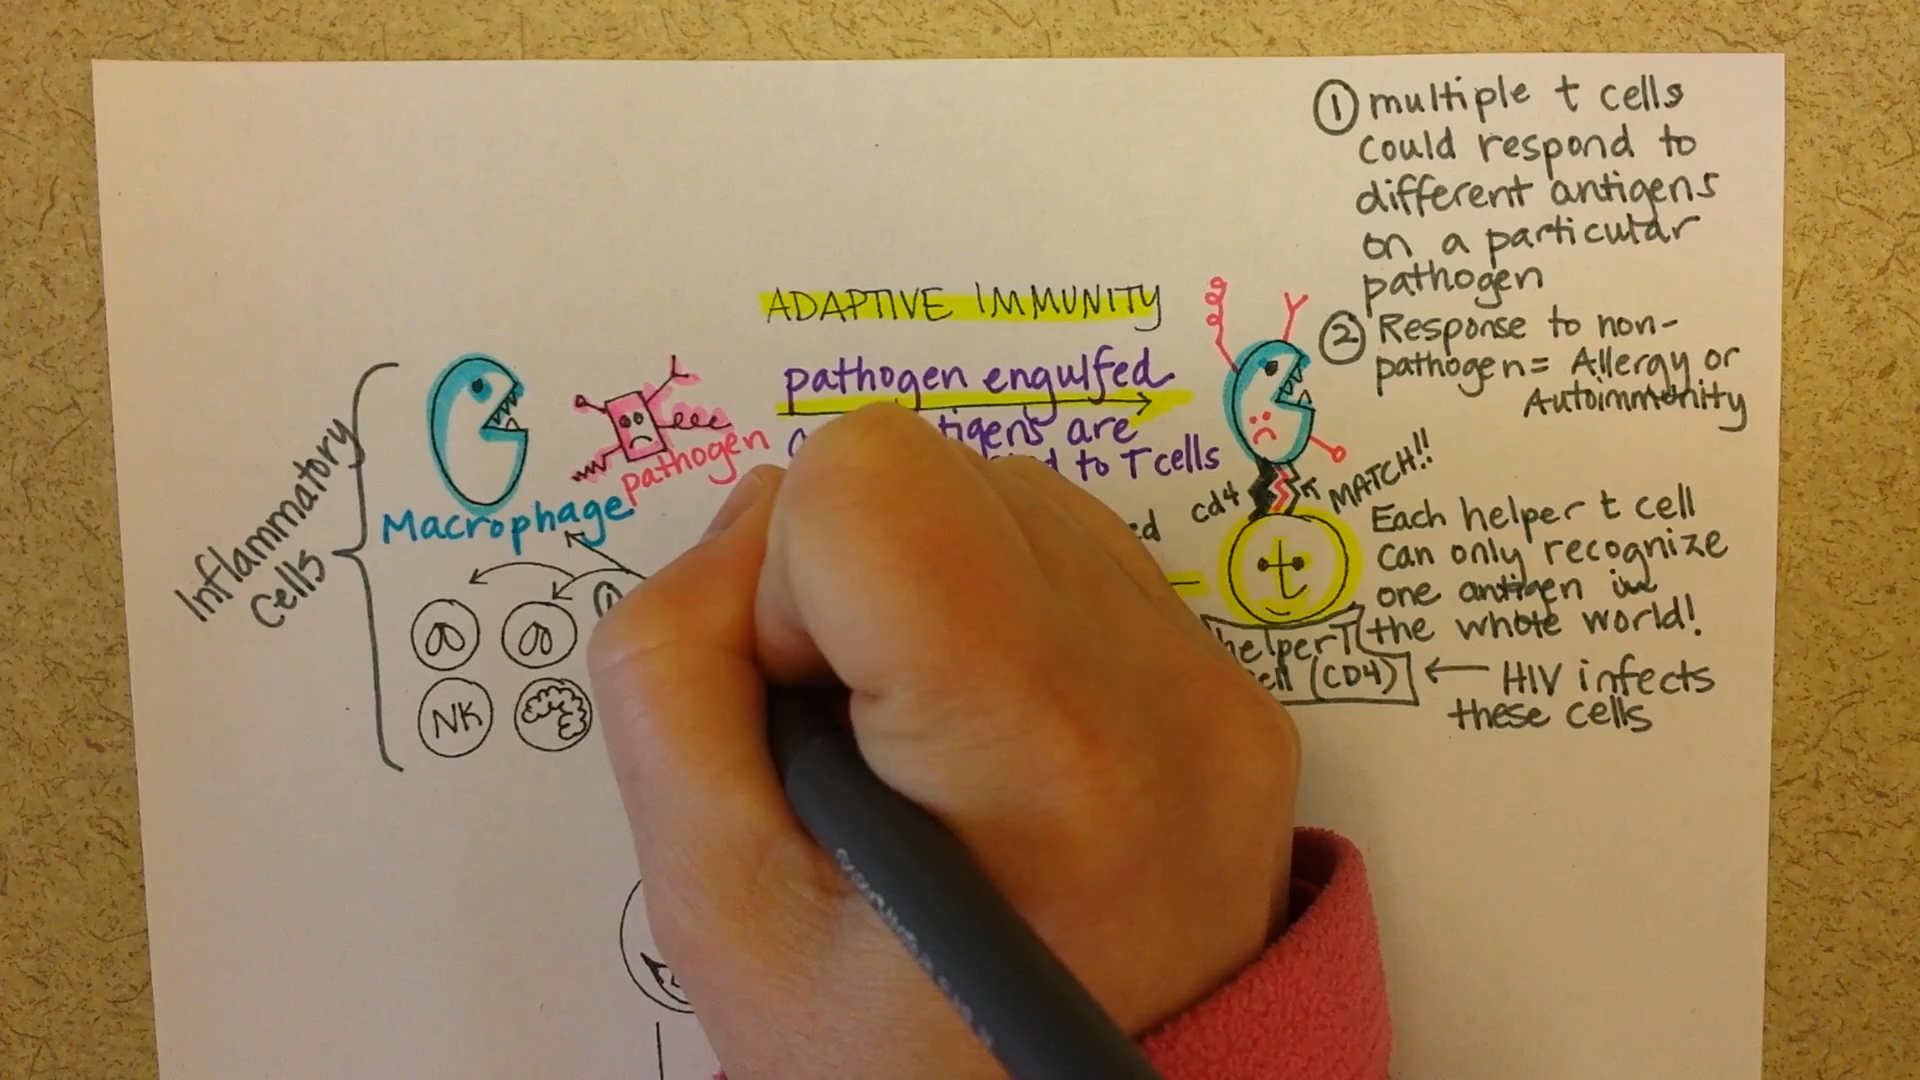 ① multiple t cells
could respond to
different antigens
on a particular
pathogen
② Response to non-
pathogen = Allergy or
Autoimmunity
ADAPTIVE IMMUNITY
pathogen engulfed
are
to T cells
pathogen
Macrophage
Inflammatory
Cells
①
NK
cd4
MATCH!!
t
Each helper t cell
can only recognize
one antigen in
the whole world!
helper T
(CD4)
← HIV infects
these cells